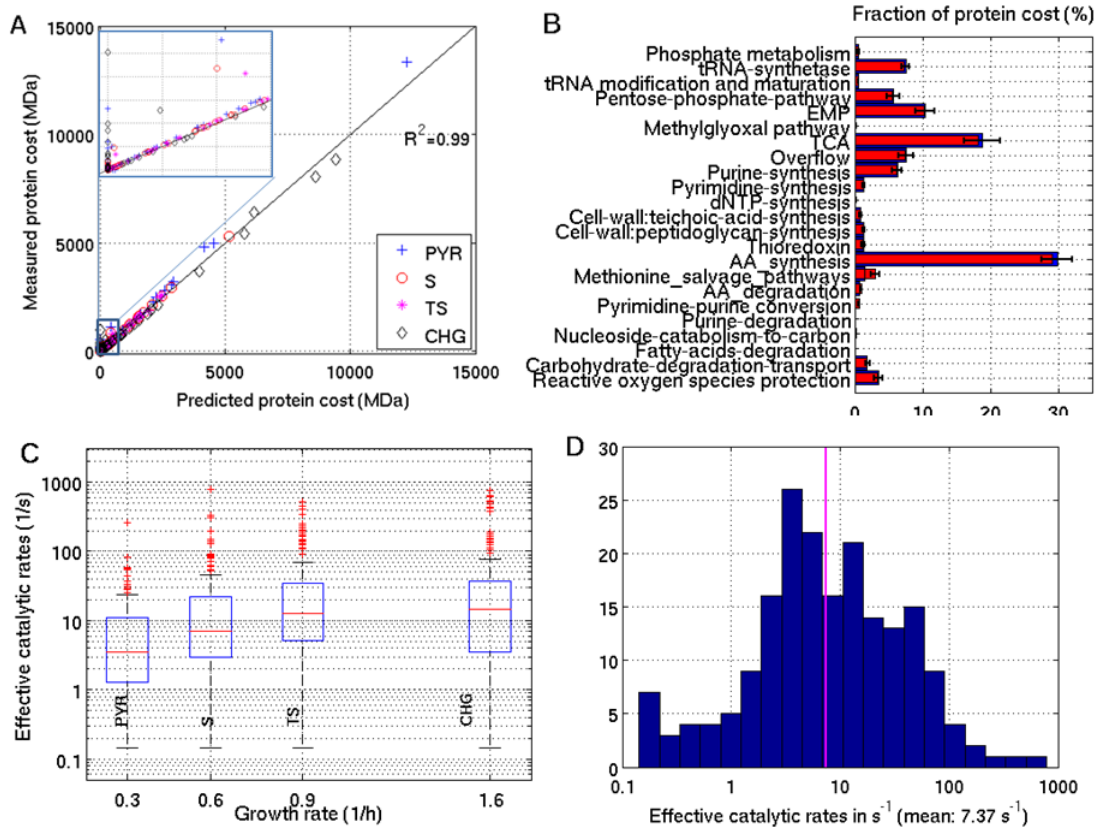 A
Measured protein cost (MDa)
15000
10000
5000
0
R²=0.99
PYR
S
TS
CHG
0
5000
10000
15000
Predicted protein cost (MDa)
B
Fraction of protein cost (%)
Phosphate metabolism
tRNA-synthetase
tRNA modification and maturation
Pentose-phosphate-pathway
EMP
Methylglyoxal pathway
TCA
Overflow
Purine-synthesis
Pyrimidine-synthesis
dNTP-synthesis
Cell-wall:teichoic-acid-synthesis
Cell-wall:peptidoglycan-synthesis
Thioredoxin
AA_synthesis
Methionine_salvage_pathways
AA_degradation
Pyrimidine-purine conversion
Purine-degradation
Nucleoside-catabolism-to-carbon
Fatty-acids-degradation
Carbohydrate-degradation-transport
Reactive oxygen species protection
0
10
20
30
C
Effective catalytic rates (1/s)
1000
100
10
1
0.1
PYR
S
TS
CHG
0.3
0.6
0.9
1.6
Growth rate (1/h)
D
30
25
20
15
10
5
0
0.1
1
10
100
1000
Effective catalytic rates in s⁻¹ (mean: 7.37 s⁻¹)